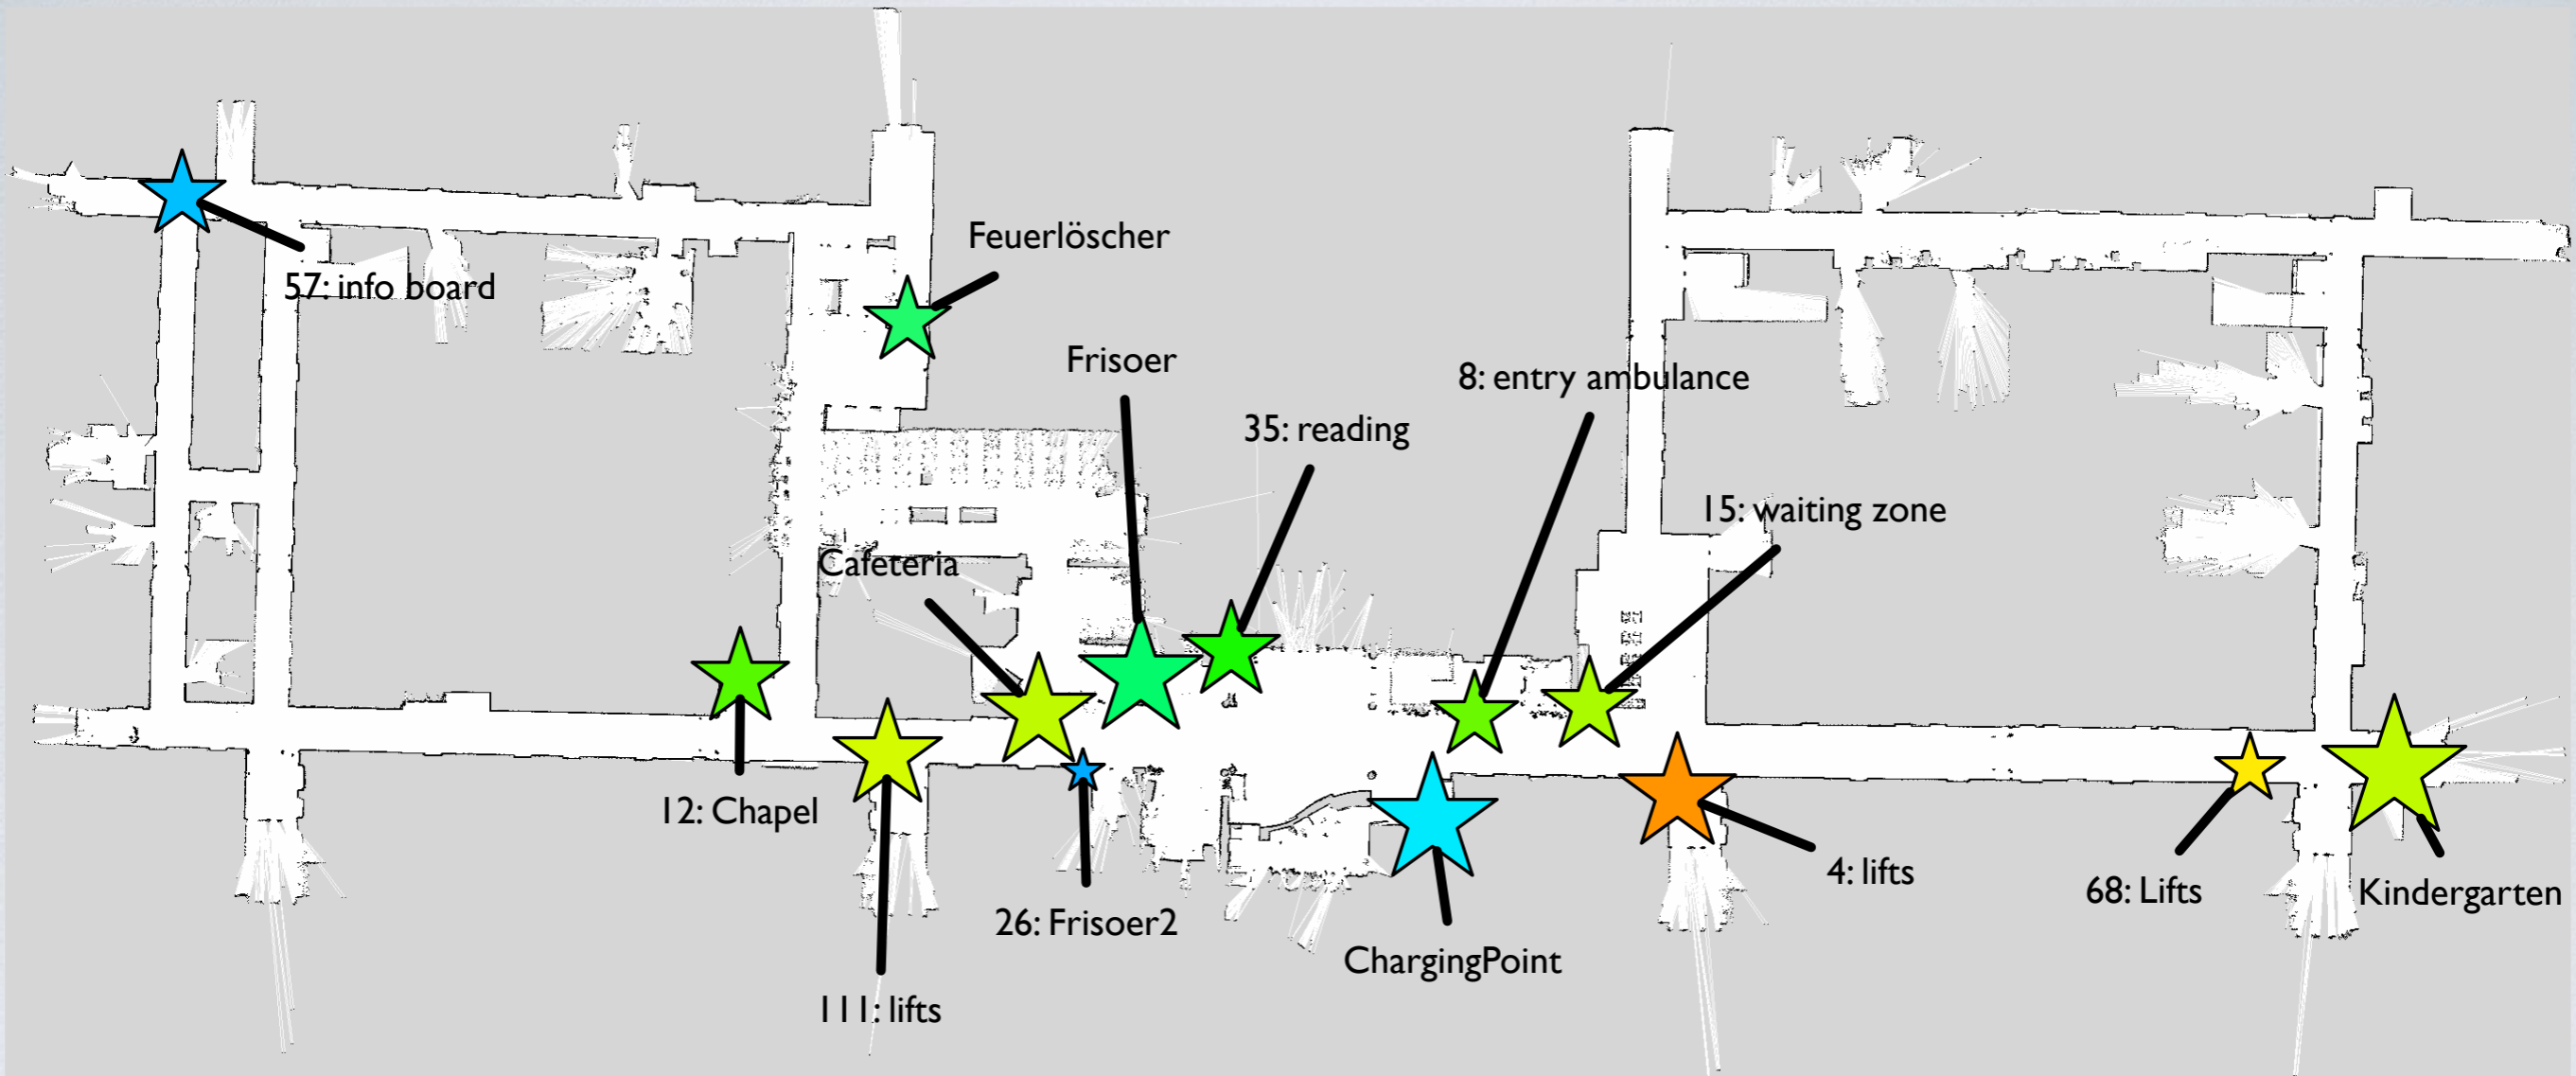 Feuerlöscher
57: info board
Frisoer
8: entry ambulance
35: reading
15: waiting zone
Cafeteria
12: Chapel
4: lifts
68: Lifts
Kindergarten
26: Frisoer2
ChargingPoint
111: lifts